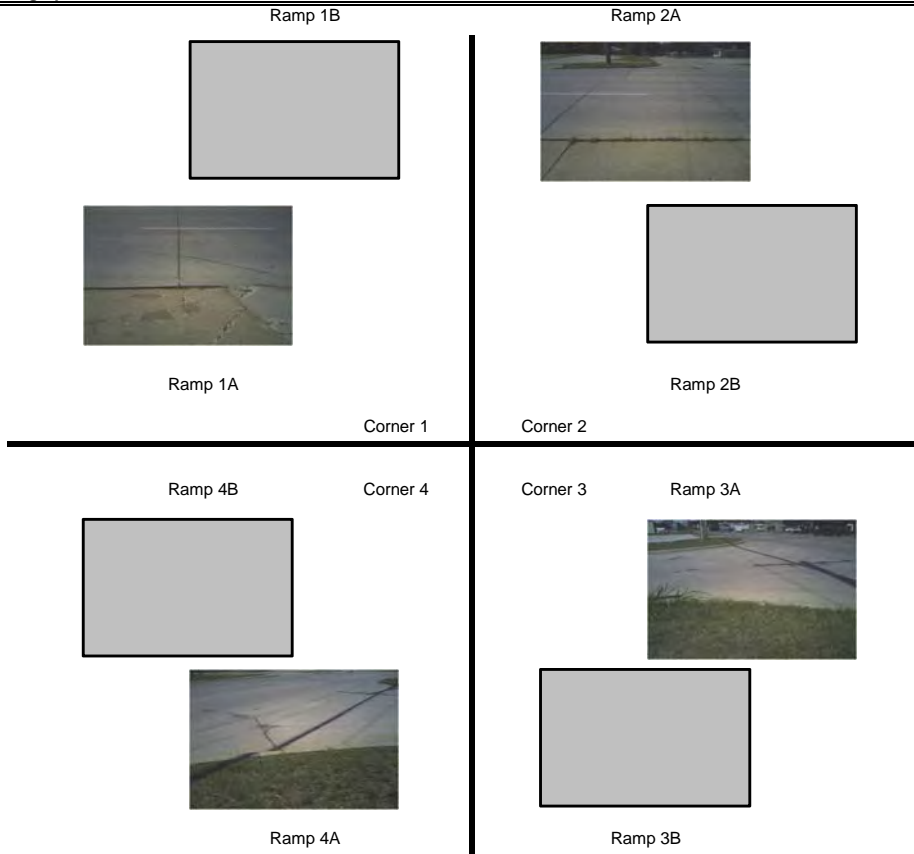 Ramp 1B
Ramp 2A
Ramp 1A
Ramp 2B
Corner 1
Corner 2
Ramp 4B
Corner 4
Corner 3
Ramp 3A
Ramp 4A
Ramp 3B